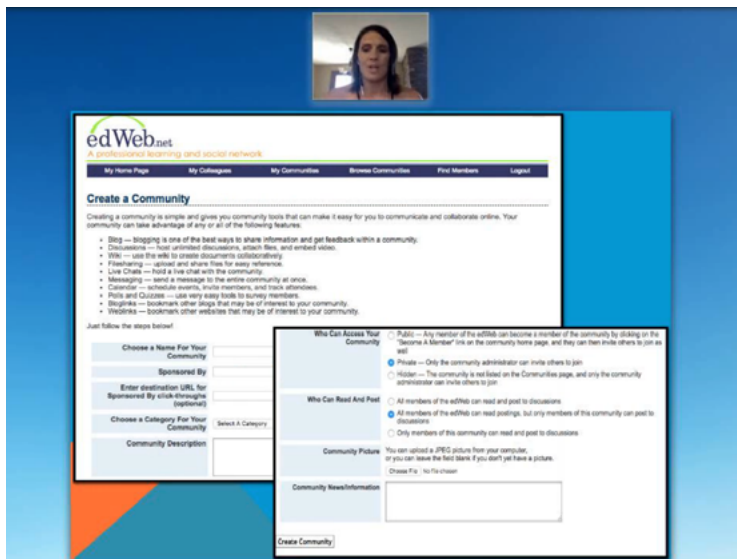 edWeb.net
A professional learning and social network
My Home Page My Colleagues My Communities Browse Communities Find Members Logout
Create a Community
Creating a community is simple and gives you community tools that can make it easy for you to communicate and collaborate online. Your
community can take advantage of any or all of the following features:
• Blog — blogging is one of the best ways to share information and get feedback within a community.
• Discussions — host unlimited discussions, attach files, and embed video.
• Wiki — use the wiki to create documents collaboratively.
• Filesharing — upload and share files for easy reference.
• Live Chats — hold a live chat with the community.
• Messaging — send a message to the entire community at once.
• Calendar — schedule events, invite members, and track attendees.
• Polls and Quizzes — use very easy tools to survey members.
• Bloglinks — bookmark other blogs that may be of interest to your community.
• Weblinks — bookmark other websites that may be of interest to your community.
Just follow the steps below!
Choose a Name For Your
Community
Sponsored By
Enter destination URL for
Sponsored By click-throughs
(optional)
Choose a Category For Your
Community
Select A Category
Community Description
Who Can Access Your
Community
Public — Any member of the edWeb can become a member of the community by clicking on the
"Become A Member" link on the community home page, and they can then invite others to join as
well
Private — Only the community administrator can invite others to join
Hidden — The community is not listed on the Communities page, and only the community
administrator can invite others to join
Who Can Read And Post
All members of the edWeb can read and post to discussions
All members of the edWeb can read postings, but only members of this community can post to
discussions
Only members of this community can read and post to discussions
Community Picture
You can upload a JPEG picture from your computer,
or you can leave the field blank if you don't yet have a picture.
Choose File No file chosen
Community News/Information
Create Community